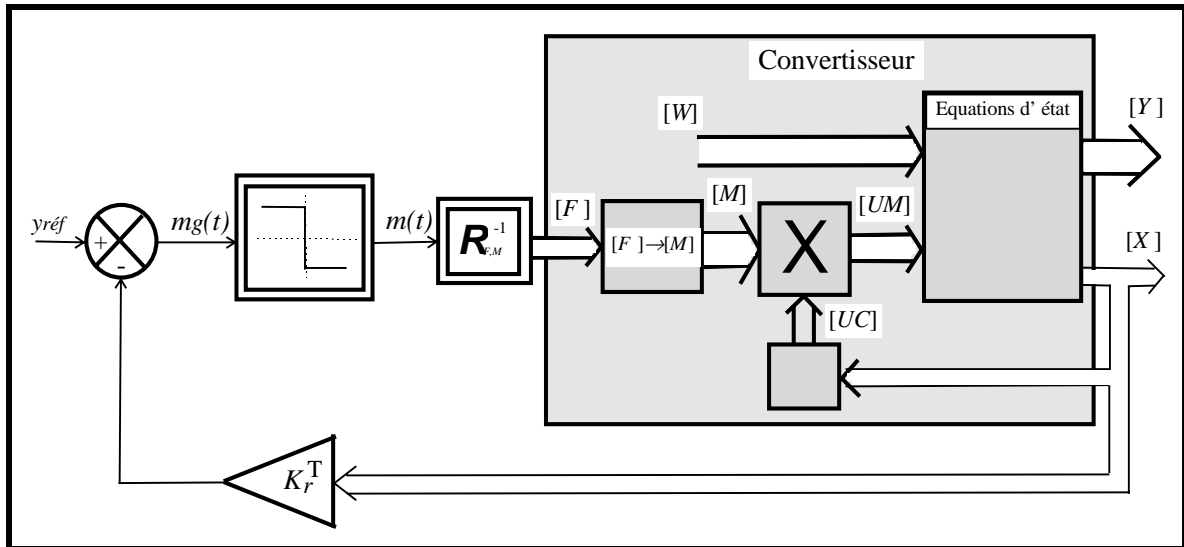 Convertisseur
[W]
Equations d' état
[Y ]
yréf
+
-
mg(t)
m(t)
R F,M -1
[F ]
[F ]→[M]
[M]
X
[UM]
[X ]
[UC]
K r T